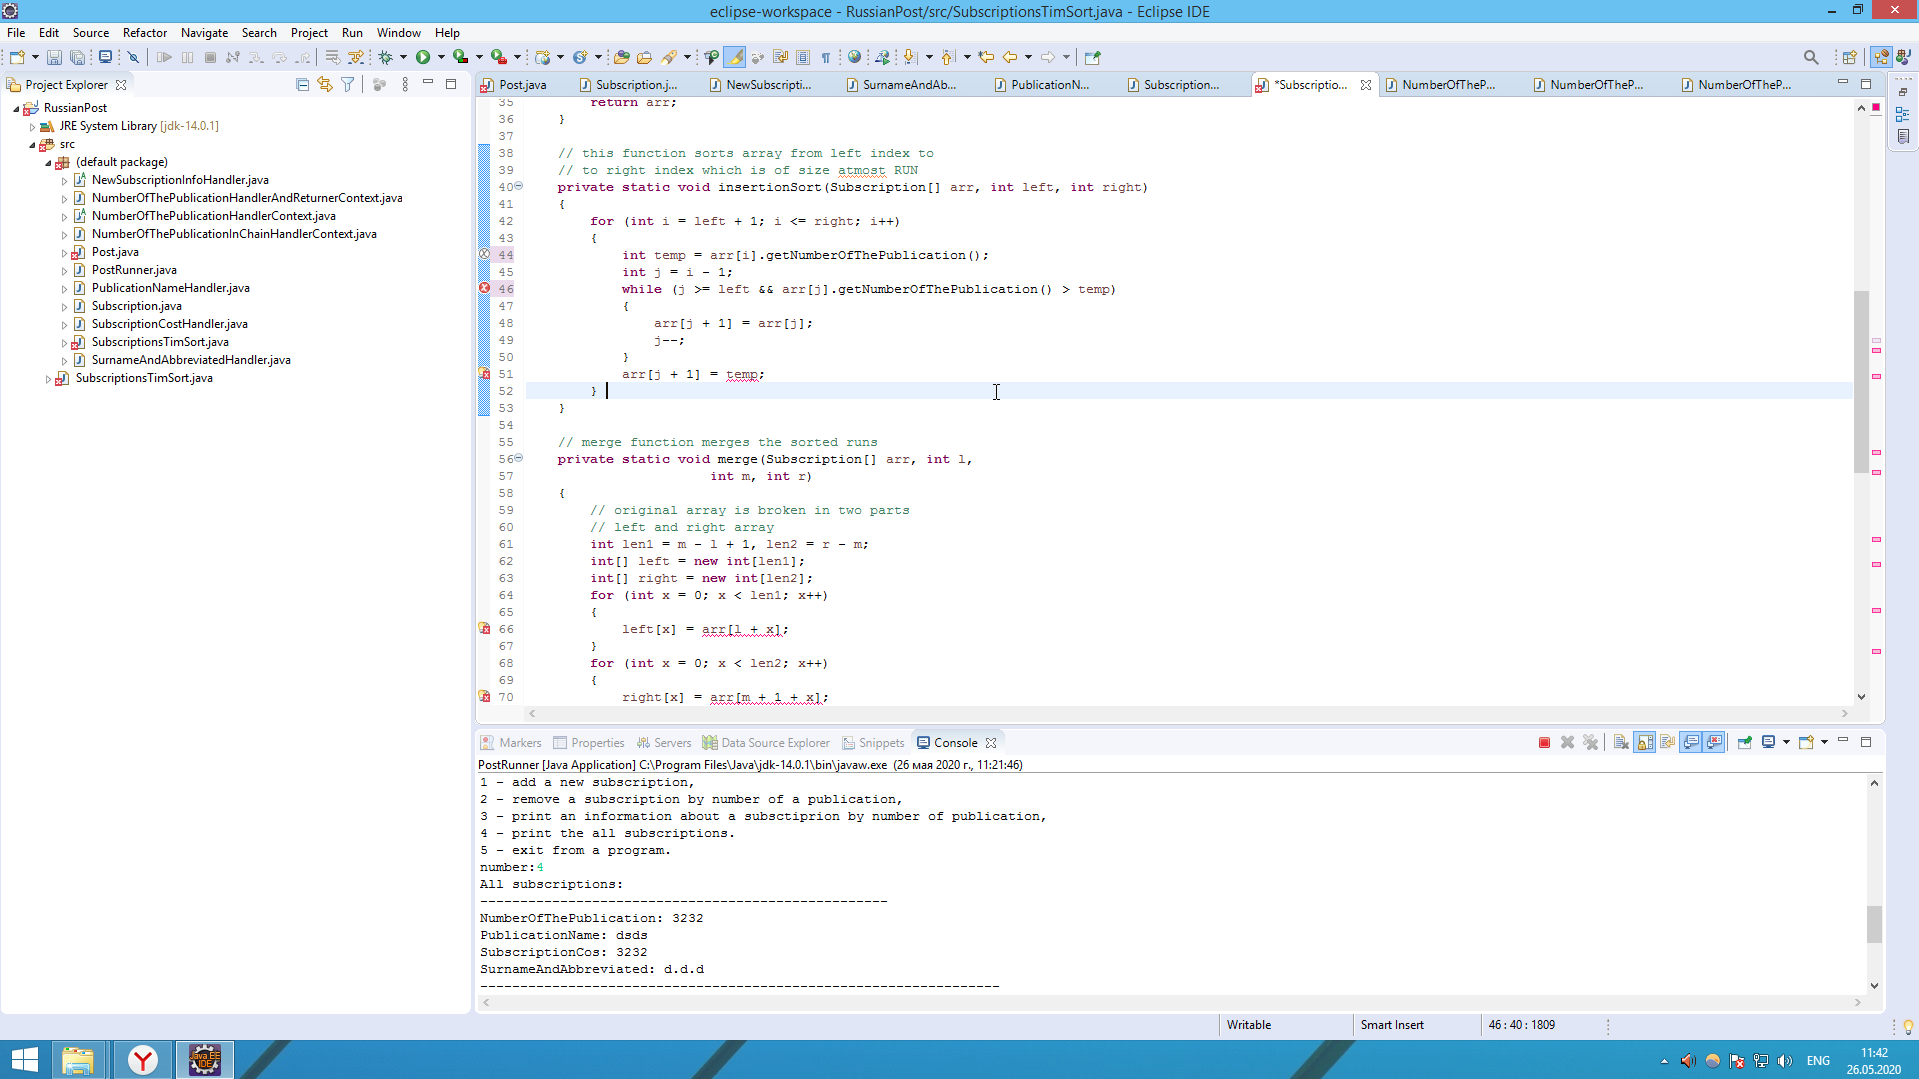 eclipse-workspace - RussianPost/src/SubscriptionsTimSort.java - Eclipse IDE
File Edit Source Refactor Navigate Search Project Run Window Help
Project Explorer
RussianPost
JRE System Library [jdk-14.0.1]
src
(default package)
NewSubscriptionInfoHandler.java
NumberOfThePublicationHandlerAndReturnerContext.java
NumberOfThePublicationHandlerContext.java
NumberOfThePublicationInChainHandlerContext.java
Post.java
PostRunner.java
PublicationNameHandler.java
Subscription.java
SubscriptionCostHandler.java
SubscriptionsTimSort.java
SurnameAndAbbreviatedHandler.java
SubscriptionsTimSort.java
Post.java Subscription.j... NewSubscripti... SurnameAndAb... PublicationN... Subscription... *Subscriptio... NumberOfTheP... NumberOfTheP... NumberOfTheP...
35 return arr;
36 }
37
38 // this function sorts array from left index to
39 // to right index which is of size atmost RUN
40 private static void insertionSort(Subscription[] arr, int left, int right)
41 {
42 for (int i = left + 1; i <= right; i++)
43 {
44 int temp = arr[i].getNumberOfThePublication();
45 int j = i - 1;
46 while (j >= left && arr[j].getNumberOfThePublication() > temp)
47 {
48 arr[j + 1] = arr[j];
49 j--;
50 }
51 arr[j + 1] = temp;
52 }
53 }
54
55 // merge function merges the sorted runs
56 private static void merge(Subscription[] arr, int l,
57 int m, int r)
58 {
59 // original array is broken in two parts
60 // left and right array
61 int len1 = m - l + 1, len2 = r - m;
62 int[] left = new int[len1];
63 int[] right = new int[len2];
64 for (int x = 0; x < len1; x++)
65 {
66 left[x] = arr[l + x];
67 }
68 for (int x = 0; x < len2; x++)
69 {
70 right[x] = arr[m + 1 + x];
Markers Properties Servers Data Source Explorer Snippets Console
PostRunner [Java Application] C:\Program Files\Java\jdk-14.0.1\bin\javaw.exe (26 мая 2020 г., 11:21:46)
1 - add a new subscription,
2 - remove a subscription by number of a publication,
3 - print an information about a subsctiprion by number of publication,
4 - print the all subscriptions.
5 - exit from a program.
number:4
All subscriptions:
---------------------------------------------------
NumberOfThePublication: 3232
PublicationName: dsds
SubscriptionCos: 3232
SurnameAndAbbreviated: d.d.d
-----------------------------------------------------------------
Writable Smart Insert 46 : 40 : 1809
Java EE
IDE
ENG
11:42
26.05.2020